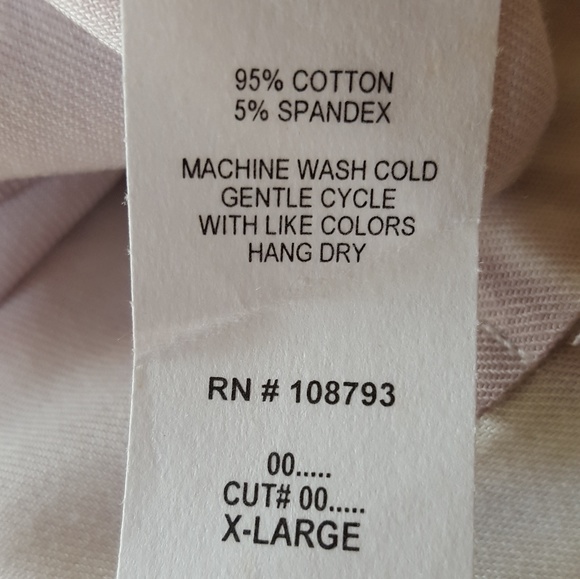 95% COTTON
5% SPANDEX
MACHINE WASH COLD
GENTLE CYCLE
WITH LIKE COLORS
HANG DRY
RN # 108793
00.....
CUT# 00.....
X-LARGE